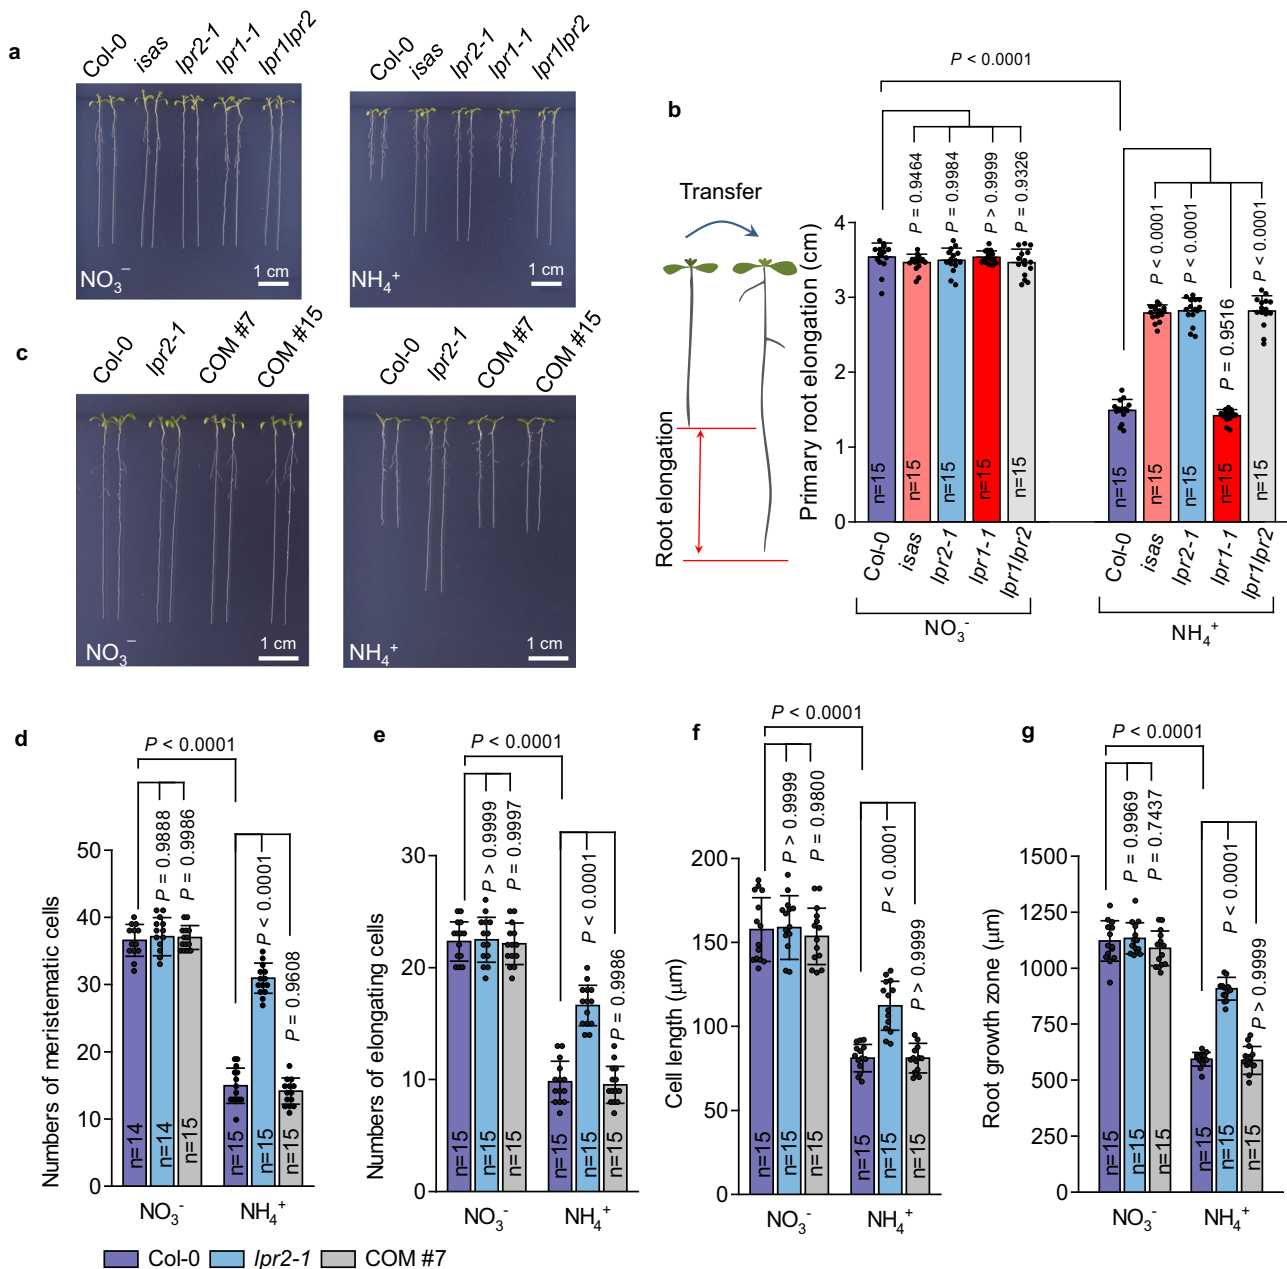 a
Col-0
isas
lpr2-1
lpr1-1
lpr1lpr2
NO₃⁻
1 cm
Col-0
isas
lpr2-1
lpr1-1
lpr1lpr2
NH₄⁺
1 cm
b
Transfer
Root elongation
Primary root elongation (cm)
4
3
2
1
0
P < 0.0001
P = 0.9464
P = 0.9984
P > 0.9999
P = 0.9326
P < 0.0001
P < 0.0001
P = 0.9516
P < 0.0001
n=15
n=15
n=15
n=15
n=15
n=15
n=15
n=15
n=15
n=15
Col-0
isas
lpr2-1
lpr1-1
lpr1lpr2
Col-0
isas
lpr2-1
lpr1-1
lpr1lpr2
NO₃⁻
NH₄⁺
c
Col-0
lpr2-1
COM #7
COM #15
NO₃⁻
1 cm
Col-0
lpr2-1
COM #7
COM #15
NH₄⁺
1 cm
d
P < 0.0001
P = 0.9888
P = 0.9986
P < 0.0001
P = 0.9608
Numbers of meristematic cells
50
40
30
20
10
0
n=14
n=14
n=15
n=15
n=15
n=15
NO₃⁻
NH₄⁺
e
P < 0.0001
P > 0.9999
P = 0.9997
P < 0.0001
P = 0.9986
Numbers of elongating cells
30
20
10
0
n=15
n=15
n=15
n=15
n=15
n=15
NO₃⁻
NH₄⁺
f
P < 0.0001
P > 0.9999
P = 0.9800
P < 0.0001
P > 0.9999
Cell length (μm)
200
150
100
50
0
n=15
n=15
n=15
n=15
n=15
n=15
NO₃⁻
NH₄⁺
g
P < 0.0001
P = 0.9969
P = 0.7437
P < 0.0001
P > 0.9999
Root growth zone (μm)
1500
1250
1000
750
500
250
0
n=15
n=15
n=15
n=15
n=15
n=15
NO₃⁻
NH₄⁺
Col-0
lpr2-1
COM #7